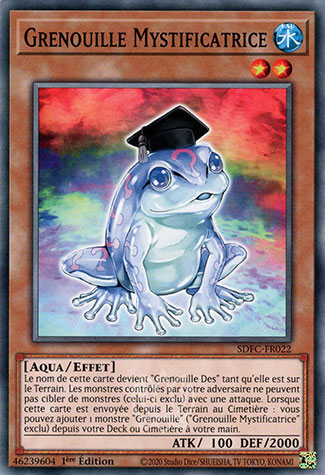 Grenouille Mystificatrice
EAU
水
?
SDFC-FR022
[Aqua/Effet]
Le nom de cette carte devient "Grenouille Des" tant qu'elle est sur
le Terrain. Les monstres contrôlés par votre adversaire ne peuvent
pas cibler de monstres (celui-ci exclu) avec une attaque. Lorsque
cette carte est envoyée depuis le Terrain au Cimetière : vous
pouvez ajouter 1 monstre "Grenouille" ("Grenouille Mystificatrice"
exclu) depuis votre Deck ou Cimetière à votre main.
ATK/ 100 DEF/2000
46239604
1ère Edition
©2020 Studio Dice/SHUEISHA, TV TOKYO, KONAMI